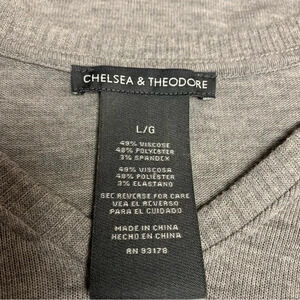 CHELSEA & THEODORE
L/G
49% VISCOSE
48% POLYESTER
3% SPANDEX
49% VISCOSA
48% POLIÉSTER
3% ELASTANO
SEE REVERSE FOR CARE
VEA EL REVERSO
PARA EL CUIDADO
MADE IN CHINA
HECHO EN CHINA
RN 93176